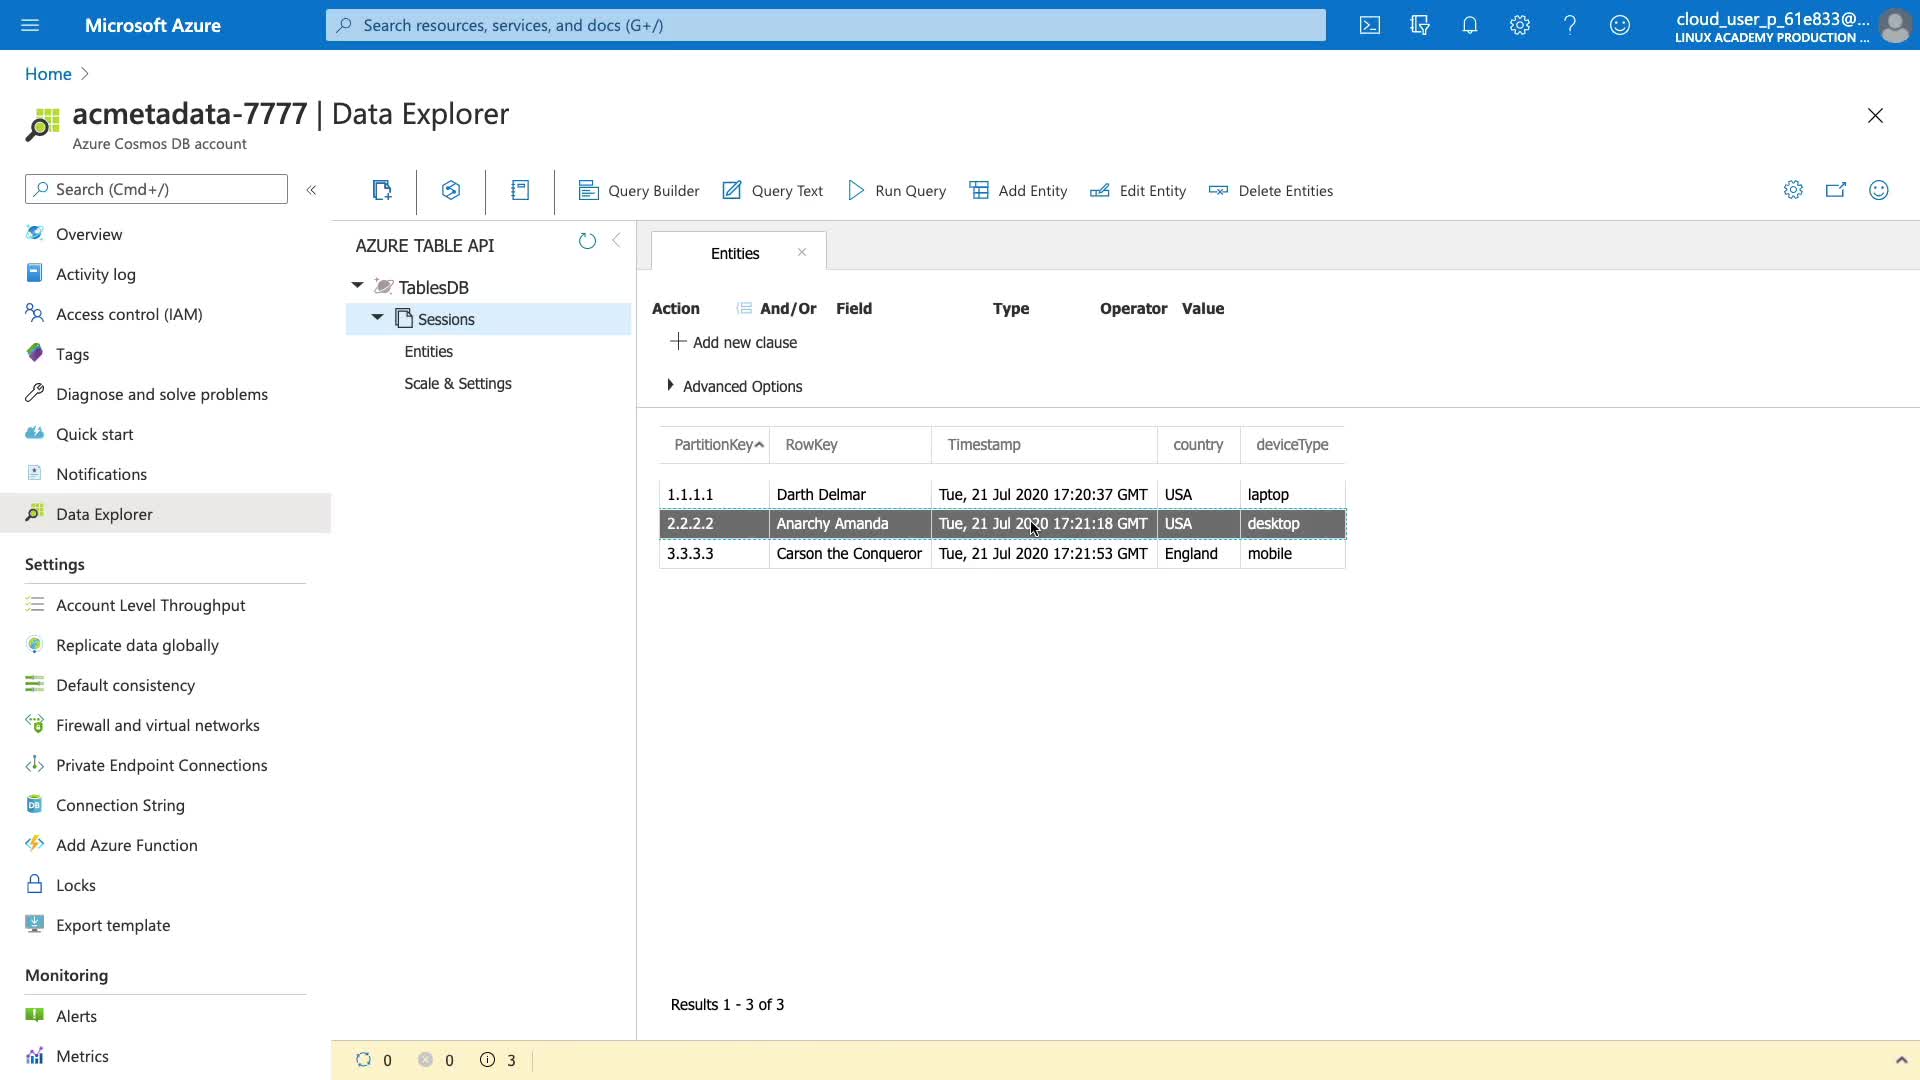 Microsoft Azure
Search resources, services, and docs (G+/)
cloud_user_p_61e833@...
LINUX ACADEMY PRODUCTION ...
Home
acmetadata-7777 | Data Explorer
Azure Cosmos DB account
Search (Cmd+/)
Query Builder
Query Text
Run Query
Add Entity
Edit Entity
Delete Entities
Overview
Activity log
Access control (IAM)
Tags
Diagnose and solve problems
Quick start
Notifications
Data Explorer
Settings
Account Level Throughput
Replicate data globally
Default consistency
Firewall and virtual networks
Private Endpoint Connections
Connection String
Add Azure Function
Locks
Export template
Monitoring
Alerts
Metrics
AZURE TABLE API
TablesDB
Sessions
Entities
Scale & Settings
Entities
Action And/Or Field Type Operator Value
Add new clause
Advanced Options
PartitionKey RowKey Timestamp country deviceType
1.1.1.1 Darth Delmar Tue, 21 Jul 2020 17:20:37 GMT USA laptop
2.2.2.2 Anarchy Amanda Tue, 21 Jul 2020 17:21:18 GMT USA desktop
3.3.3.3 Carson the Conqueror Tue, 21 Jul 2020 17:21:53 GMT England mobile
Results 1 - 3 of 3
0 0 3